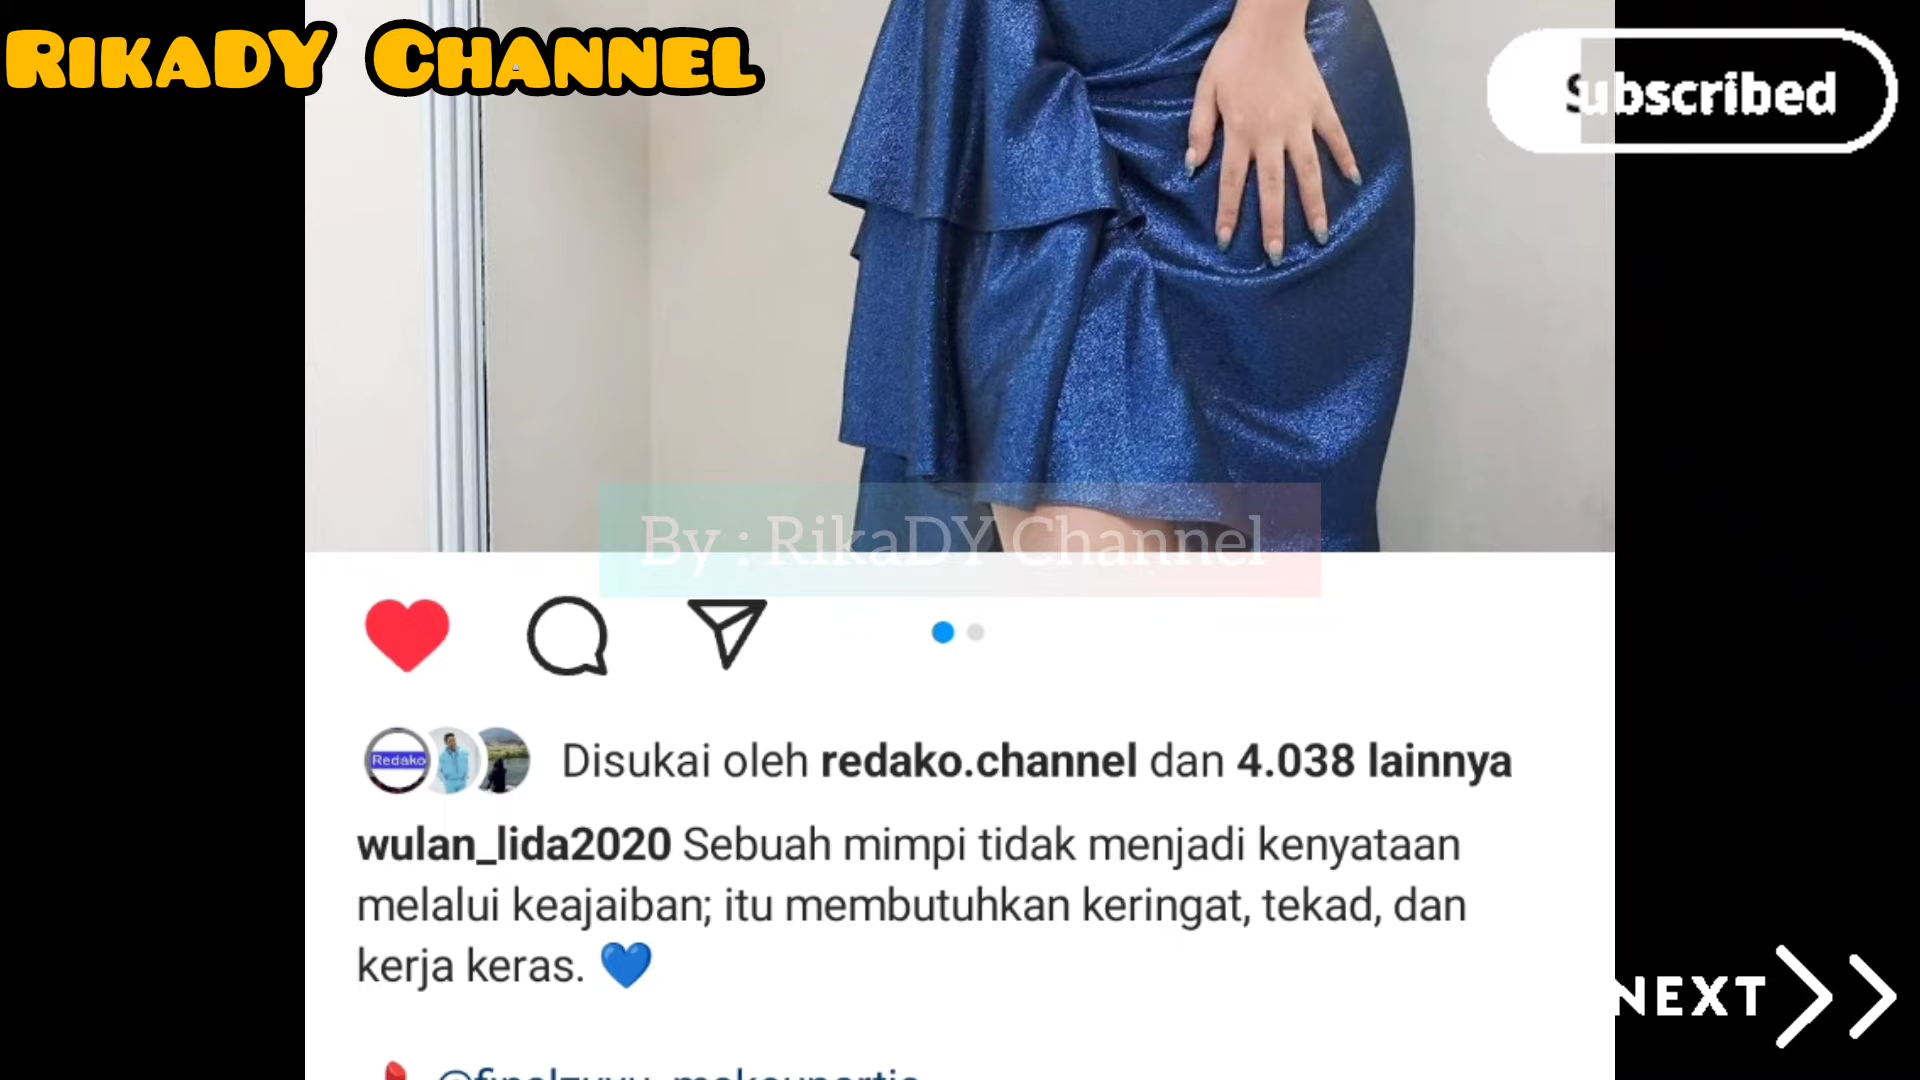 RIKADY CHANNEL
Subscribed
By : RikaDY Channel
Redako
Disukai oleh redako.channel dan 4.038 lainnya
wulan_lida2020 Sebuah mimpi tidak menjadi kenyataan
melalui keajaiban; itu membutuhkan keringat, tekad, dan
kerja keras. 💙
NEXT